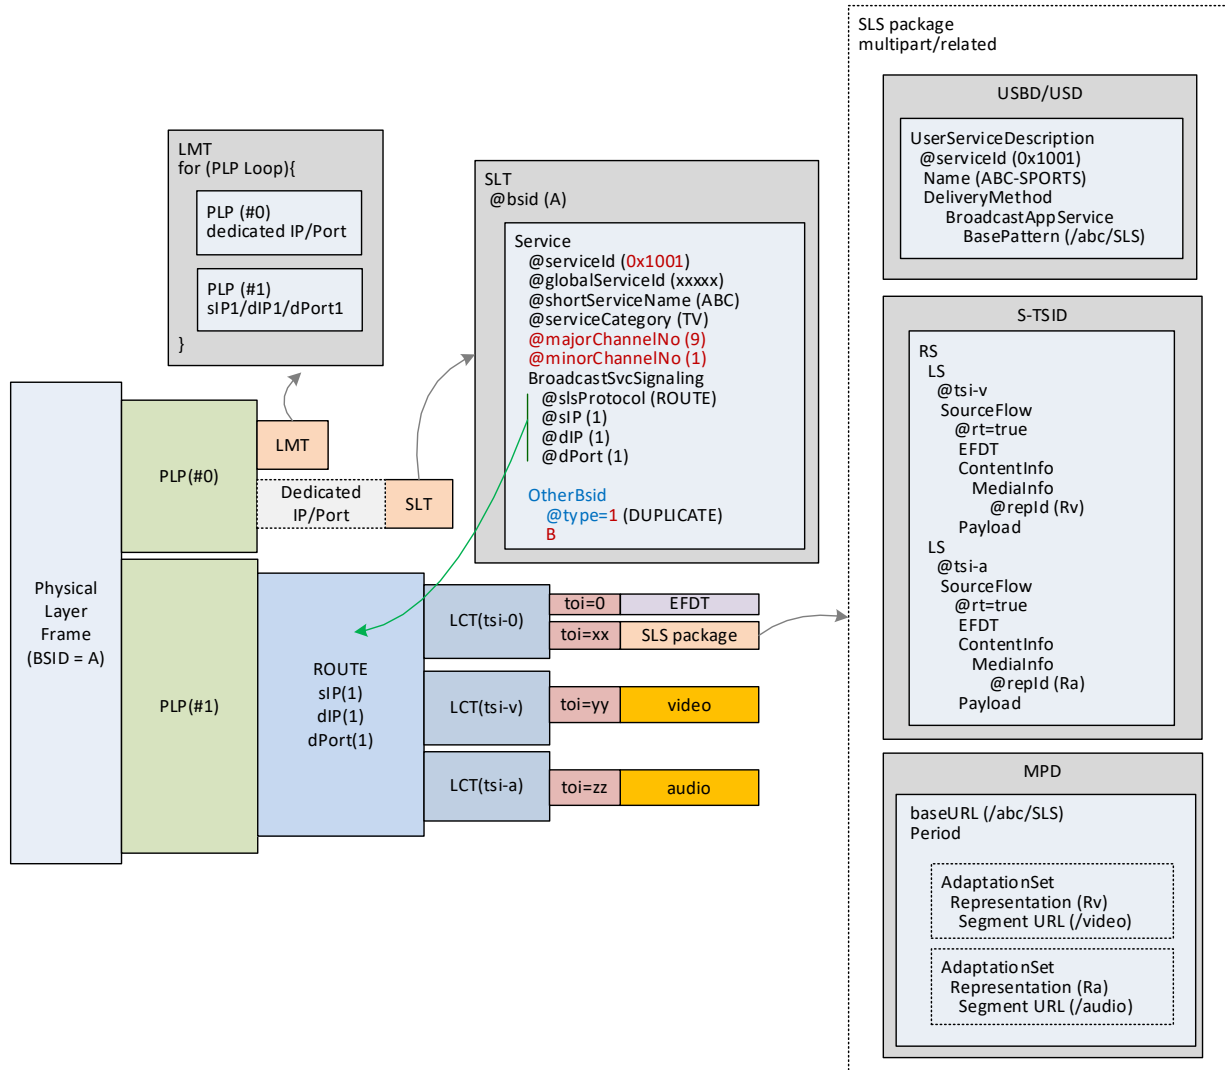 SLS package
multipart/related
USBD/USD
UserServiceDescription
@serviceId (0x1001)
Name (ABC-SPORTS)
DeliveryMethod
BroadcastAppService
BasePattern (/abc/SLS)
LMT
for (PLP Loop){
PLP (#0)
dedicated IP/Port
PLP (#1)
sIP1/dIP1/dPort1
}
SLT
@bsid (A)
Service
@serviceId (0x1001)
@globalServiceId (xxxxx)
@shortServiceName (ABC)
@serviceCategory (TV)
@majorChannelNo (9)
@minorChannelNo (1)
BroadcastSvcSignaling
@slsProtocol (ROUTE)
@sIP (1)
@dIP (1)
@dPort (1)
OtherBsid
@type=1 (DUPLICATE)
B
S-TSID
RS
LS
@tsi-v
SourceFlow
@rt=true
EFDT
ContentInfo
MediaInfo
@repId (Rv)
Payload
LS
@tsi-a
SourceFlow
@rt=true
EFDT
ContentInfo
MediaInfo
@repId (Ra)
Payload
Physical
Layer
Frame
(BSID = A)
PLP(#0)
LMT
Dedicated
IP/Port
SLT
PLP(#1)
ROUTE
sIP(1)
dIP(1)
dPort(1)
LCT(tsi-0)
toi=0
EFDT
toi=xx
SLS package
LCT(tsi-v)
toi=yy
video
LCT(tsi-a)
toi=zz
audio
MPD
baseURL (/abc/SLS)
Period
AdaptationSet
Representation (Rv)
Segment URL (/video)
AdaptationSet
Representation (Ra)
Segment URL (/audio)